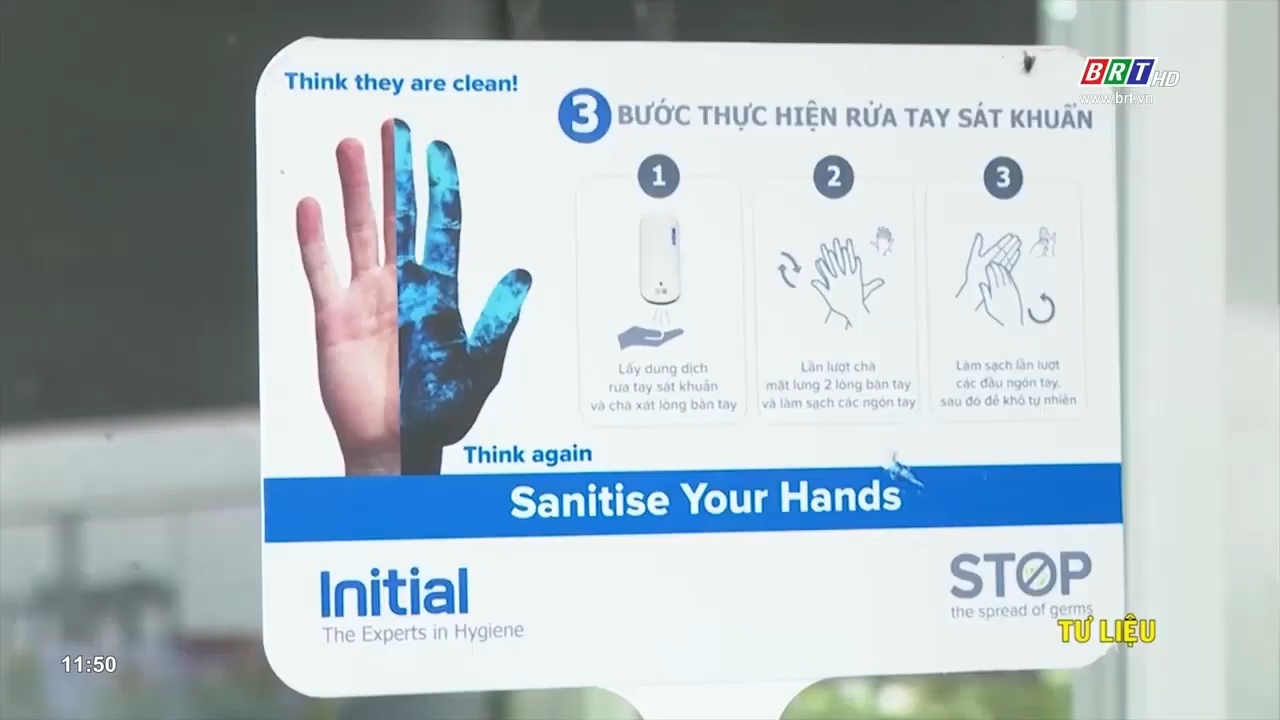 Think they are clean!
3 BƯỚC THỰC HIỆN RỬA TAY SÁT KHUẨN
1
Lấy dung dịch
rửa tay sát khuẩn
và chà xát lòng bàn tay
2
Lần lượt chà
mặt lưng 2 lòng bàn tay
và làm sạch các ngón tay
3
Làm sạch lần lượt
các đầu ngón tay,
sau đó để khô tự nhiên
Think again
Sanitise Your Hands
Initial
The Experts in Hygiene
STOP
the spread of germs
BRT HD
www.brt.vn
TƯ LIỆU
11:50